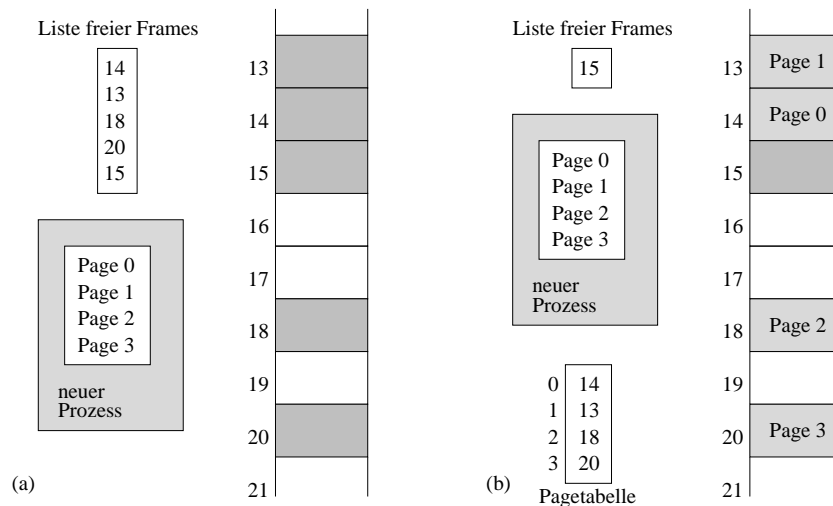 Liste freier Frames
14
13
18
20
15
Page 0
Page 1
Page 2
Page 3
neuer
Prozess
13
14
15
16
17
18
19
20
21
(a)
Liste freier Frames
15
Page 0
Page 1
Page 2
Page 3
neuer
Prozess
0 14
1 13
2 18
3 20
Pagetabelle
13 Page 1
14 Page 0
15
16
17
18 Page 2
19
20 Page 3
21
(b)